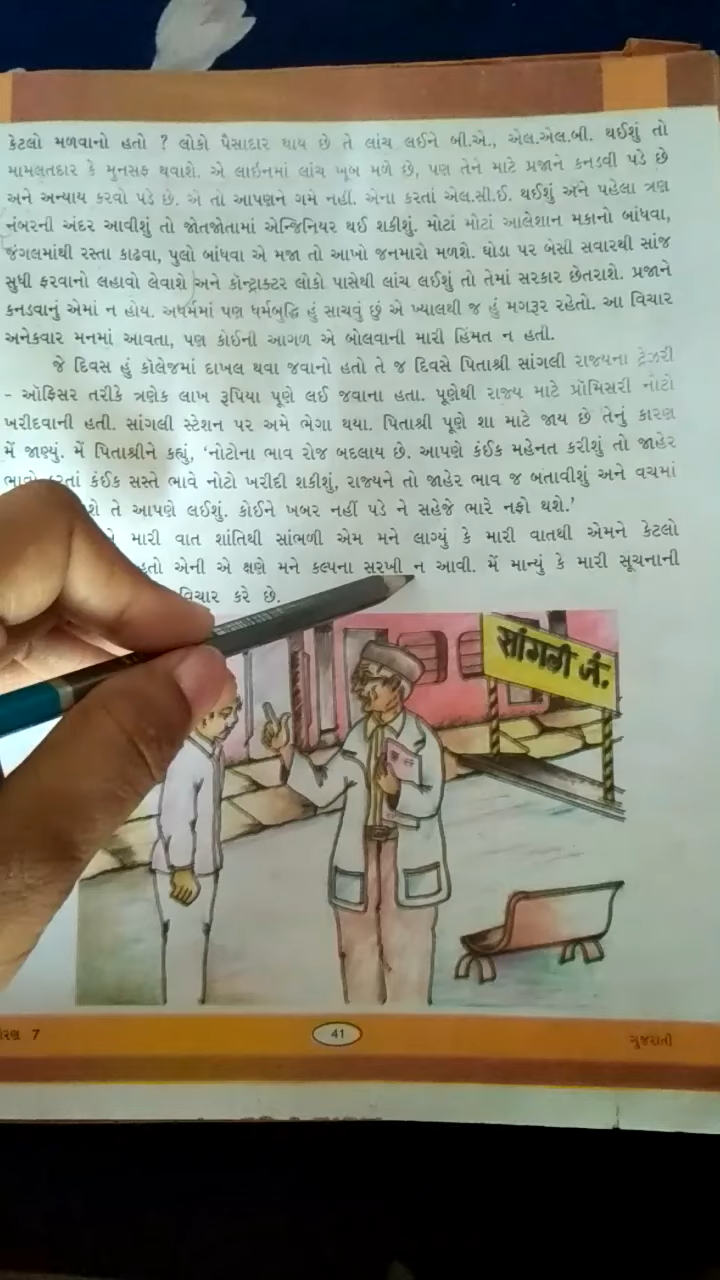 કેટલો મળવાનો હતો ? લોકો પૈસાદાર થાય છે તે લાંચ લઈને બી.એ., એલ.એલ.બી. થઈશું તો
મામલતદાર કે મુનસફ થવાશે. એ લાઇનમાં લાંચ ખૂબ મળે છે, પણ તેને માટે પ્રજાને કનડવી પડે છે
અને અન્યાય કરવો પડે છે. એ તો આપણને ગમે નહીં. એના કરતાં એલ.સી.ઈ. થઈશું અને પહેલા ત્રણ
નંબરની અંદર આવીશું તો જોતજોતામાં એન્જિનિયર થઈ શકીશું. મોટાં મોટાં આલેશાન મકાનો બાંધવા,
જંગલમાંથી રસ્તા કાઢવા, પુલો બાંધવા એ મજા તો આખો જનમારો મળશે. ઘોડા પર બેસી સવારથી સાંજ
સુધી ફરવાનો લહાવો લેવાશે અને કૉન્ટ્રાક્ટર લોકો પાસેથી લાંચ લઈશું તો તેમાં સરકાર છેતરાશે. પ્રજાને
કનડવાનું એમાં ન હોય. અધર્મમાં પણ ધર્મબુદ્ધિ હું સાચવું છું એ ખ્યાલથી જ હું મગરૂર રહેતો. આ વિચાર
અનેકવાર મનમાં આવતા, પણ કોઈની આગળ એ બોલવાની મારી હિંમત ન હતી.
જે દિવસ હું કૉલેજમાં દાખલ થવા જવાનો હતો તે જ દિવસે પિતાશ્રી સાંગલી રાજ્યના ટ્રેઝરી
- ઑફિસર તરીકે ત્રણેક લાખ રૂપિયા પૂણે લઈ જવાના હતા. પૂણેથી રાજ્ય માટે પ્રૉમિસરી નોટો
ખરીદવાની હતી. સાંગલી સ્ટેશન પર અમે ભેગા થયા. પિતાશ્રી પૂણે શા માટે જાય છે તેનું કારણ
મેં જાણ્યું. મેં પિતાશ્રીને કહ્યું, ‘નોટોના ભાવ રોજ બદલાય છે. આપણે કંઈક મહેનત કરીશું તો જાહેર
ભાવો કરતાં કંઈક સસ્તે ભાવે નોટો ખરીદી શકીશું, રાજ્યને તો જાહેર ભાવ જ બતાવીશું અને વચમાં
તે આપણે લઈશું. કોઈને ખબર નહીં પડે ને સહેજે ભારે નફો થશે.’
મારી વાત શાંતિથી સાંભળી એમ મને લાગ્યું કે મારી વાતથી એમને કેટલો
હતો એની એ ક્ષણે મને કલ્પના સરખી ન આવી. મેં માન્યું કે મારી સૂચનાની
વિચાર કરે છે.
सांगली जं.
7
41
ગુજરાતી